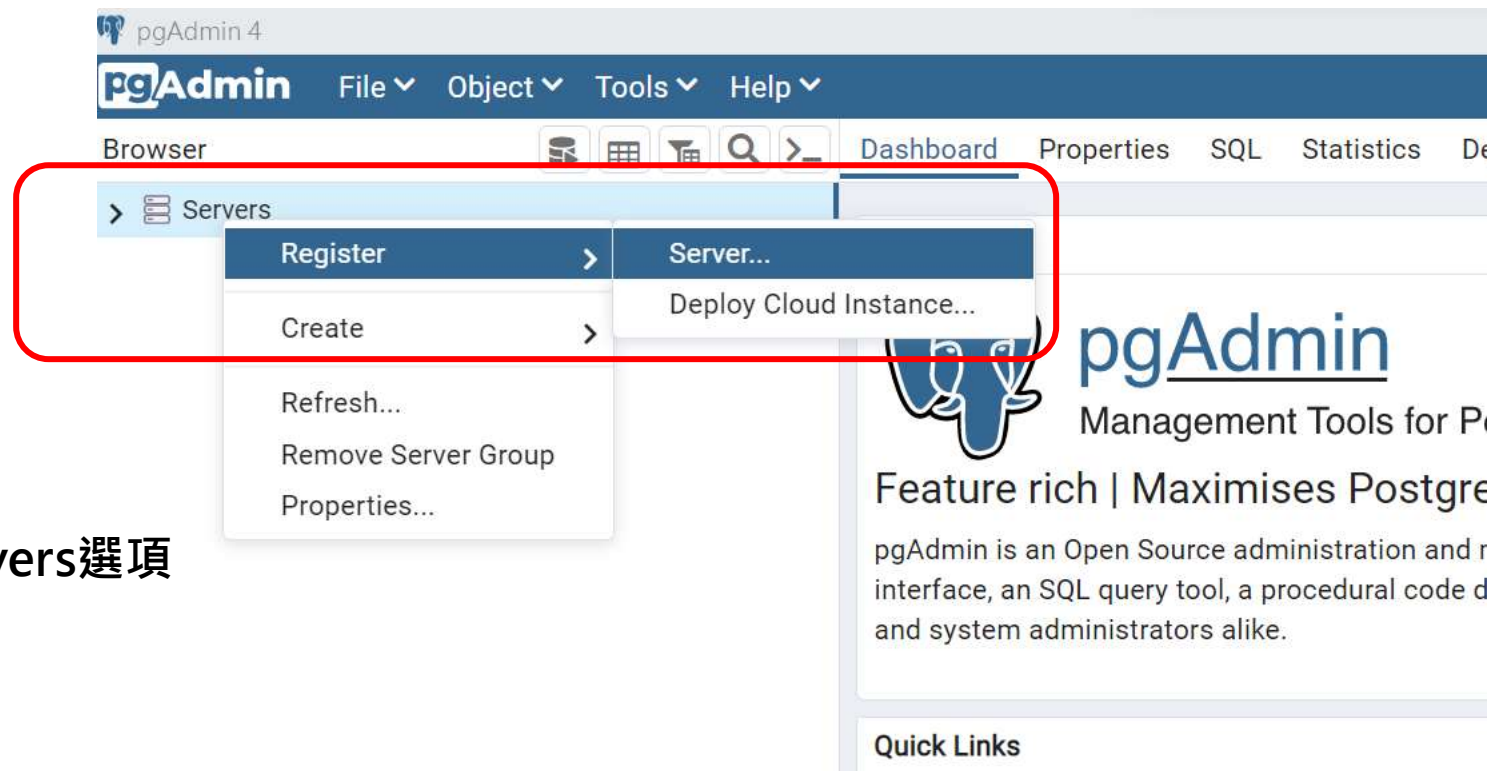 pgAdmin 4
pgAdmin File Object Tools Help
Browser
Dashboard Properties SQL Statistics De
Servers
Register
Server...
Deploy Cloud Instance...
Create
Refresh...
Remove Server Group
Properties...
vers選項
pgAdmin
Management Tools for Po
Feature rich | Maximises Postgre
pgAdmin is an Open Source administration and
interface, an SQL query tool, a procedural code d
and system administrators alike.
Quick Links